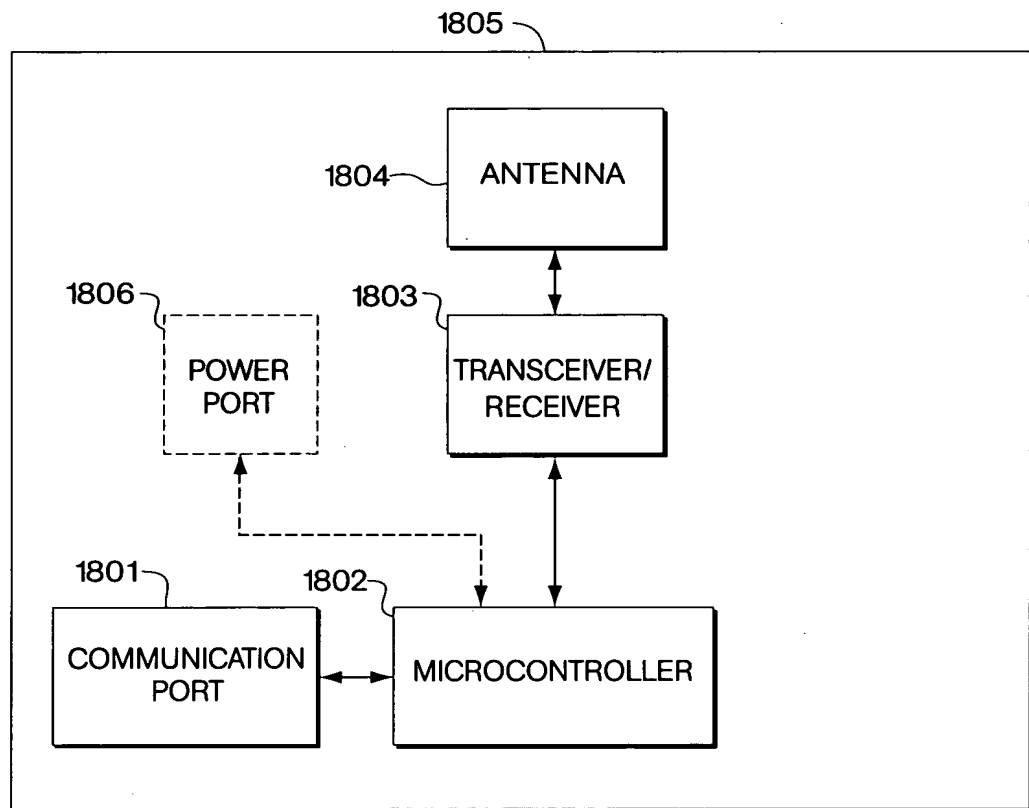 1805
1804
ANTENNA
1806
1803
POWER
PORT
TRANSCEIVER/
RECEIVER
1801
1802
COMMUNICATION
PORT
MICROCONTROLLER